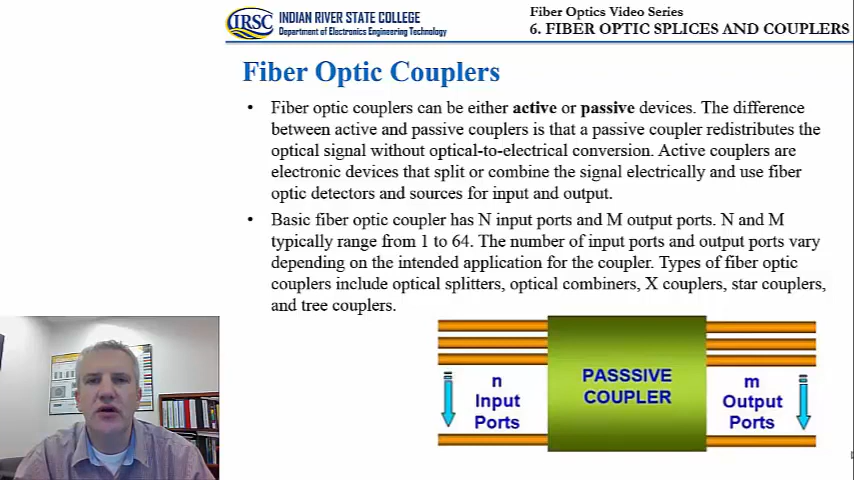 IRSC
INDIAN RIVER STATE COLLEGE
Department of Electronics Engineering Technology
Fiber Optics Video Series
6. FIBER OPTIC SPLICES AND COUPLERS
Fiber Optic Couplers
• Fiber optic couplers can be either active or passive devices. The difference
between active and passive couplers is that a passive coupler redistributes the
optical signal without optical-to-electrical conversion. Active couplers are
electronic devices that split or combine the signal electrically and use fiber
optic detectors and sources for input and output.
• Basic fiber optic coupler has N input ports and M output ports. N and M
typically range from 1 to 64. The number of input ports and output ports vary
depending on the intended application for the coupler. Types of fiber optic
couplers include optical splitters, optical combiners, X couplers, star couplers,
and tree couplers.
n
Input
Ports
PASSSIVE
COUPLER
m
Output
Ports